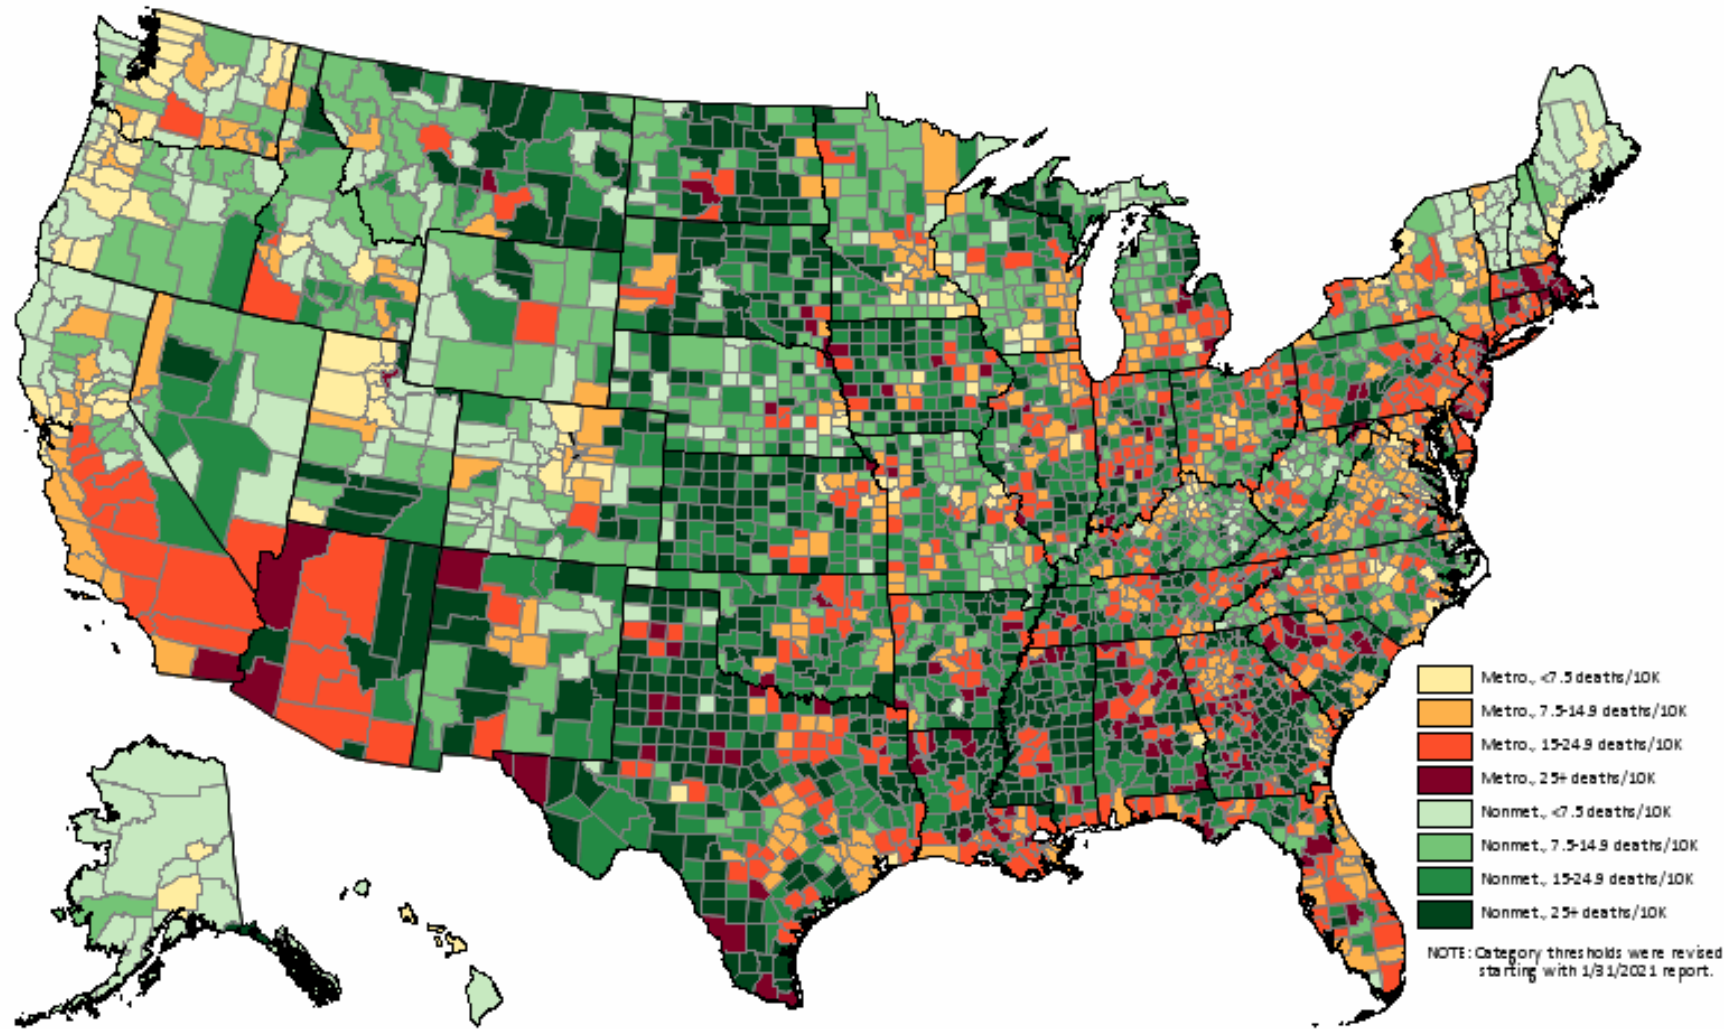 Metro., <7.5 deaths/10K
Metro., 7.5-14.9 deaths/10K
Metro., 15-24.9 deaths/10K
Metro., 25+ deaths/10K
Nonmet., <7.5 deaths/10K
Nonmet., 7.5-14.9 deaths/10K
Nonmet., 15-24.9 deaths/10K
Nonmet., 25+ deaths/10K
NOTE: Category thresholds were revised
starting with 1/31/2021 report.